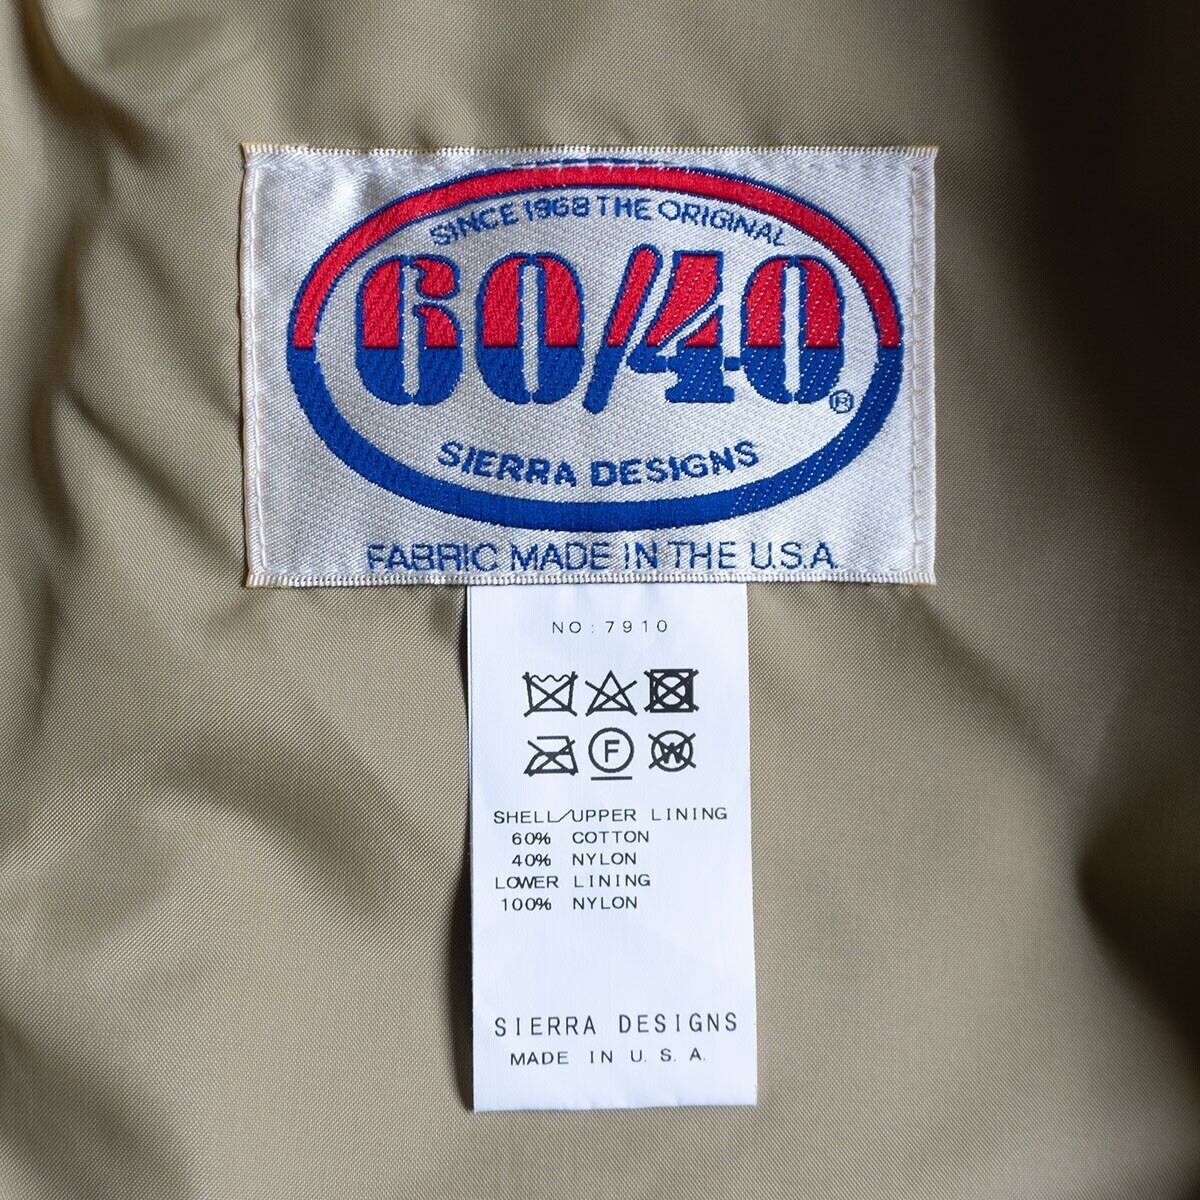 SINCE 1968 THE ORIGINAL
60/40®
SIERRA DESIGNS
FABRIC MADE IN THE U.S.A.
NO:7910
F
W
SHELL/UPPER LINING
60% COTTON
40% NYLON
LOWER LINING
100% NYLON
SIERRA DESIGNS
MADE IN U.S.A.